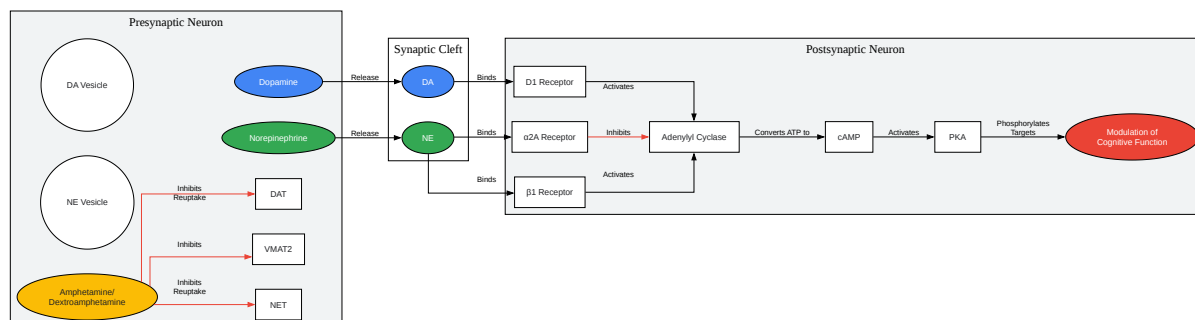 Presynaptic Neuron
DA Vesicle
Dopamine
Norepinephrine
NE Vesicle
Inhibits
Reuptake
DAT
Inhibits
VMAT2
Amphetamine/
Dextroamphetamine
Inhibits
Reuptake
NET
Release
Release
Synaptic Cleft
DA
NE
Binds
Binds
Binds
Postsynaptic Neuron
D1 Receptor
Activates
α2A Receptor
Inhibits
Adenylyl Cyclase
β1 Receptor
Activates
Converts ATP to
cAMP
Activates
PKA
Phosphorylates
Targets
Modulation of
Cognitive Function